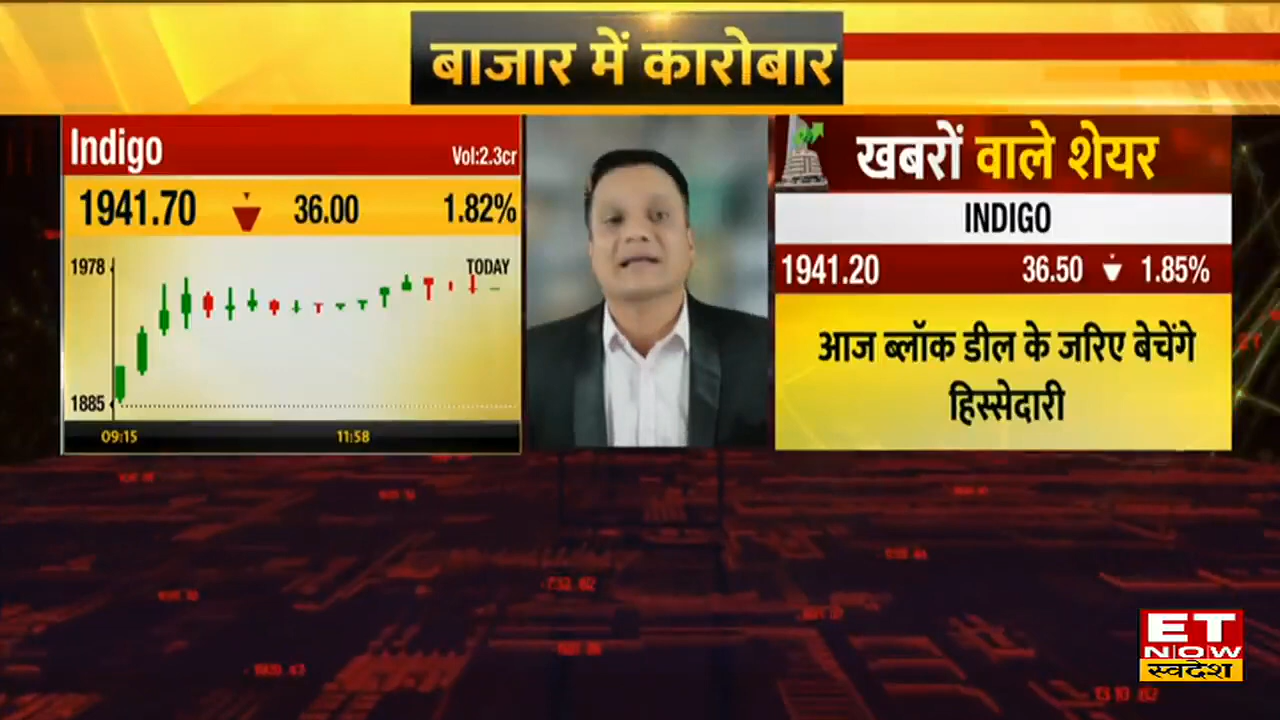 बाजार में कारोबार
Indigo
Vol:2.3cr
1941.70 36.00 1.82%
1978
TODAY
1885
09:15 11:58
खबरों वाले शेयर
INDIGO
1941.20 36.50 1.85%
आज ब्लॉक डील के जरिए बेचेंगे
हिस्सेदारी
ET
NOW
स्वदेश